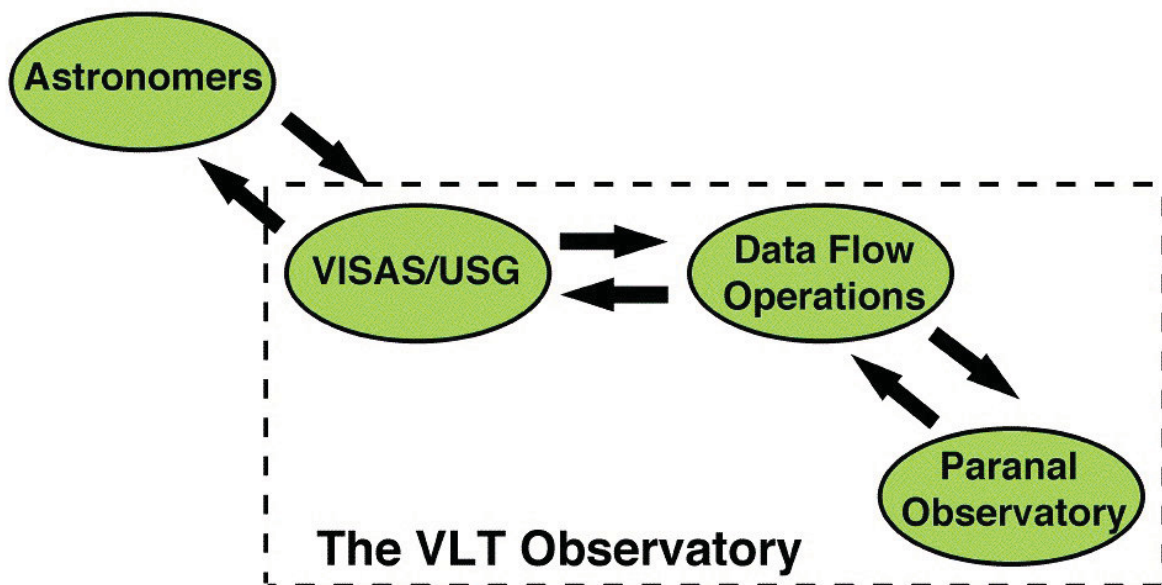 Astronomers
VISAS/USG
Data Flow
Operations
Paranal
Observatory
The VLT Observatory